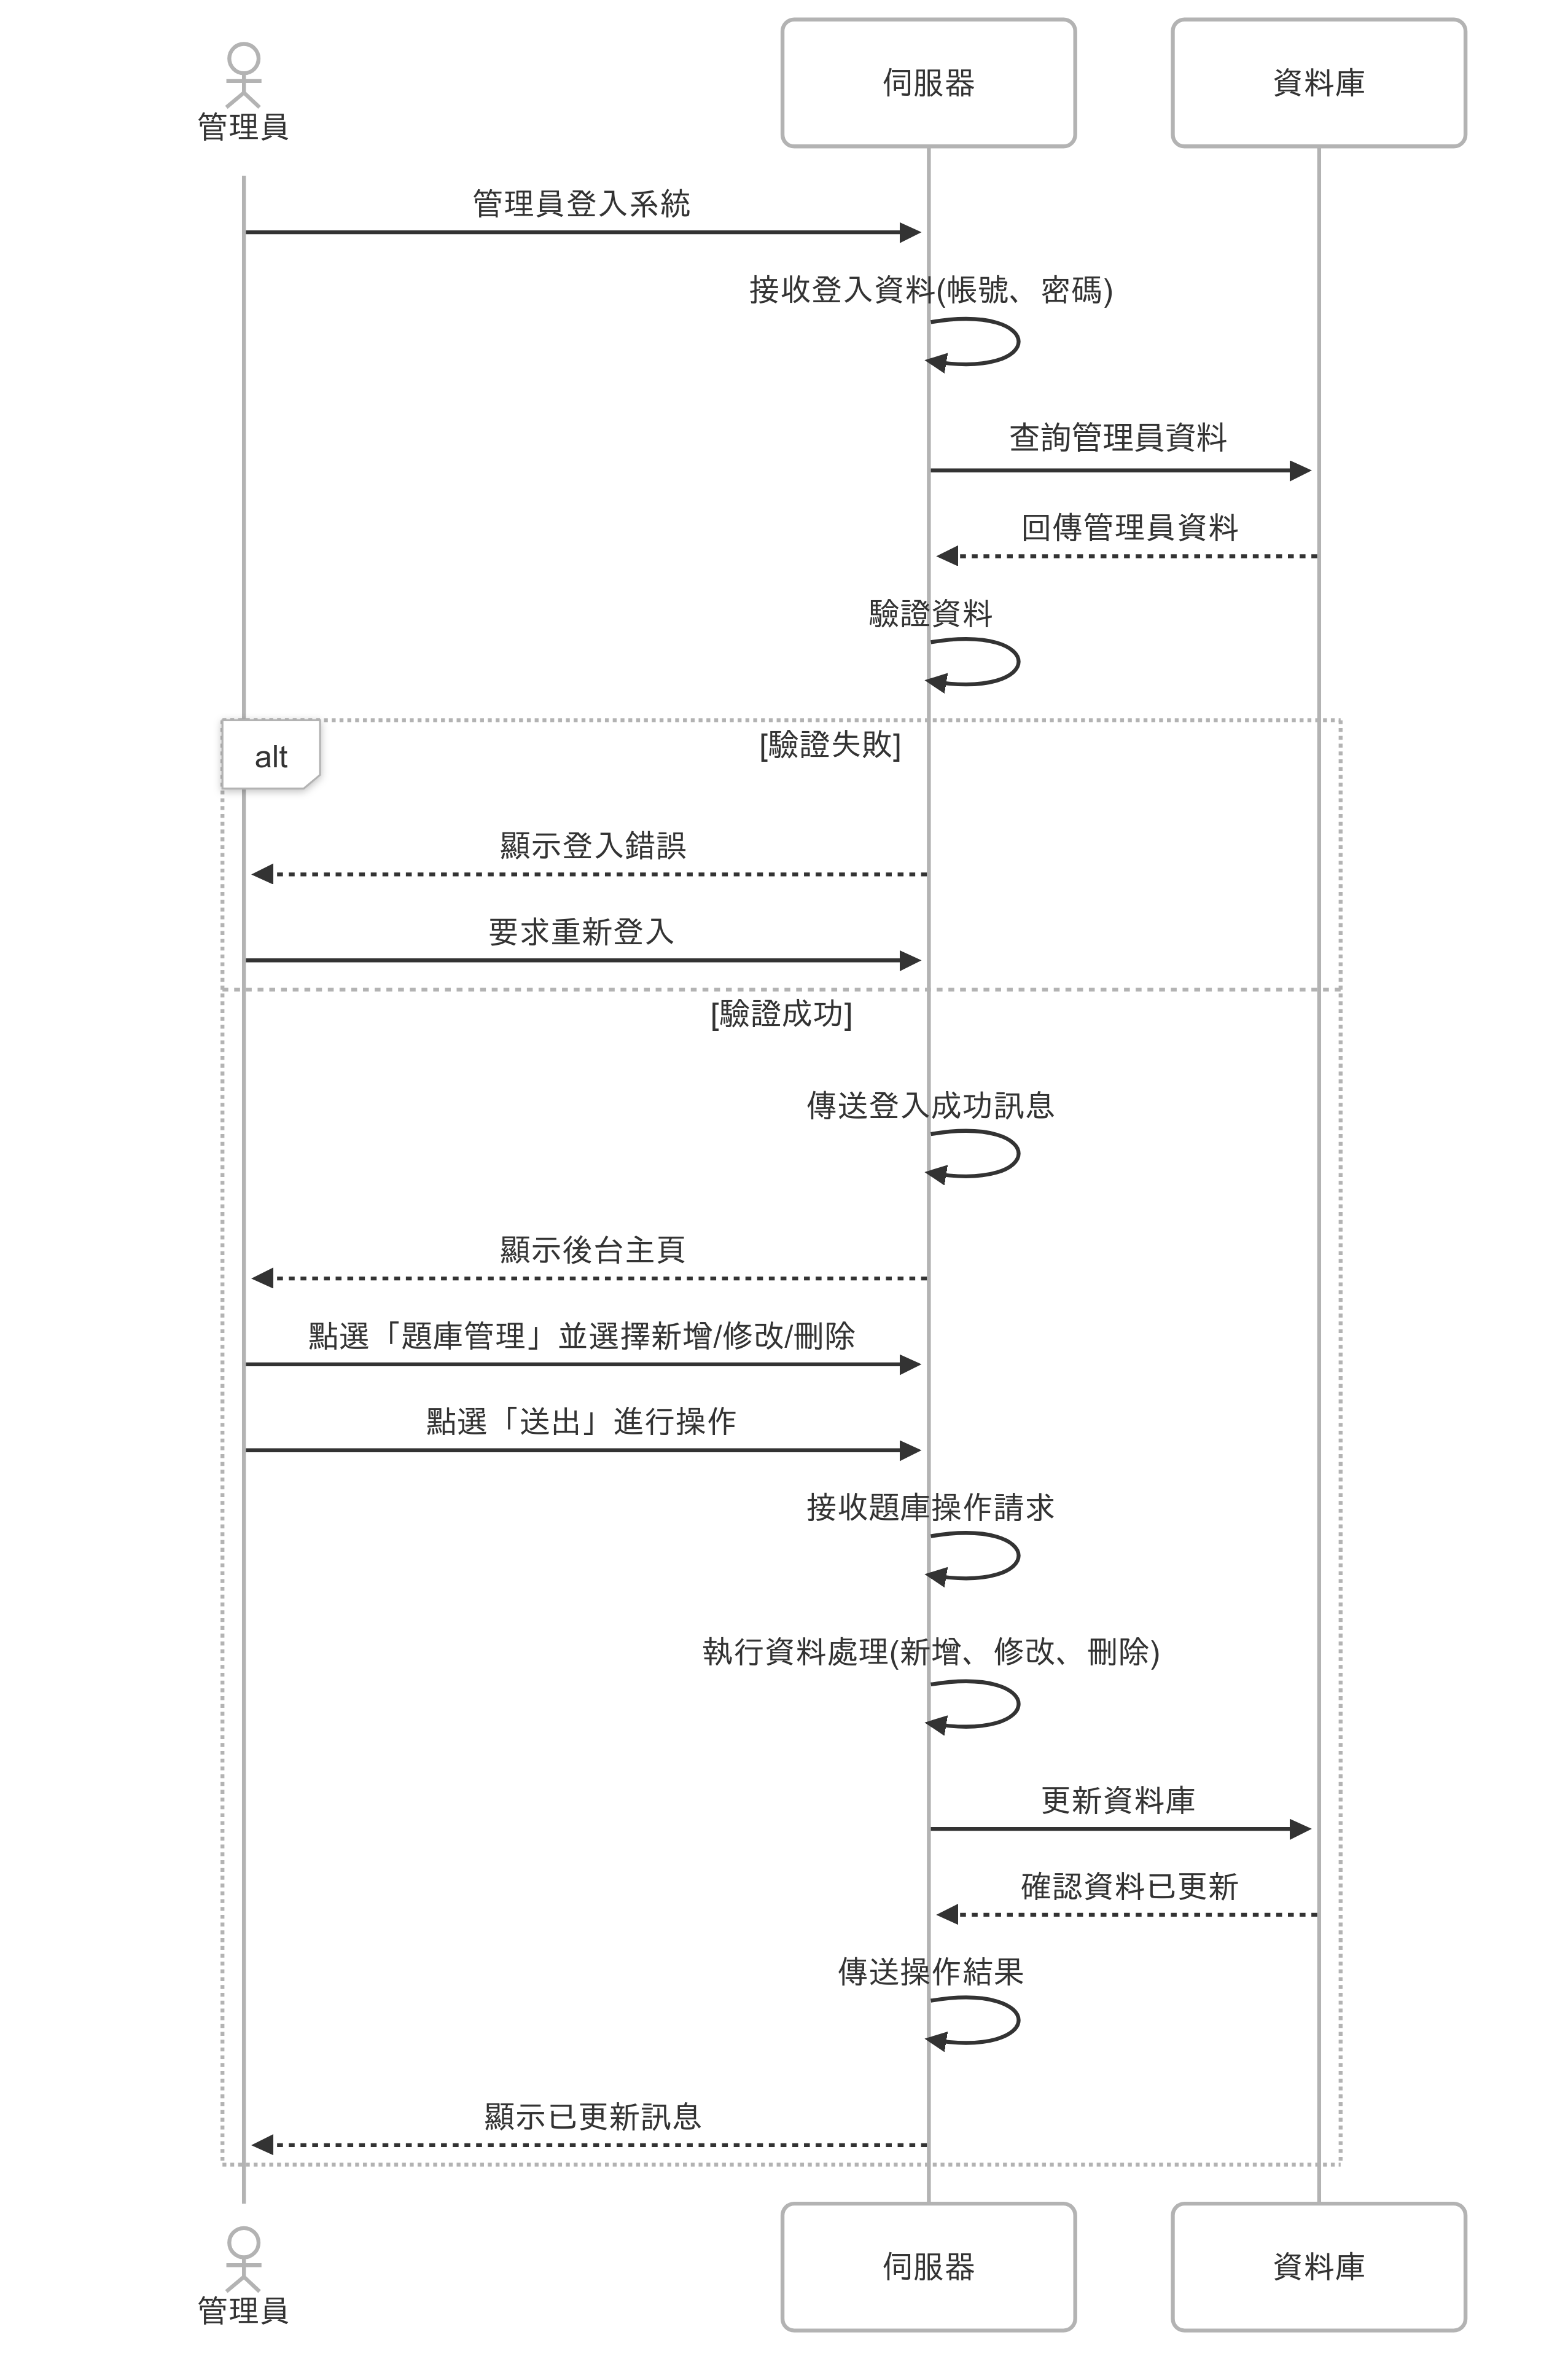 管理員
伺服器
資料庫
管理員登入系統
接收登入資料(帳號、密碼)
查詢管理員資料
回傳管理員資料
驗證資料
alt
[驗證失敗]
顯示登入錯誤
要求重新登入
[驗證成功]
傳送登入成功訊息
顯示後台主頁
點選「題庫管理」並選擇新增/修改/刪除
點選「送出」進行操作
接收題庫操作請求
執行資料處理(新增、修改、刪除)
更新資料庫
確認資料已更新
傳送操作結果
顯示已更新訊息
管理員
伺服器
資料庫